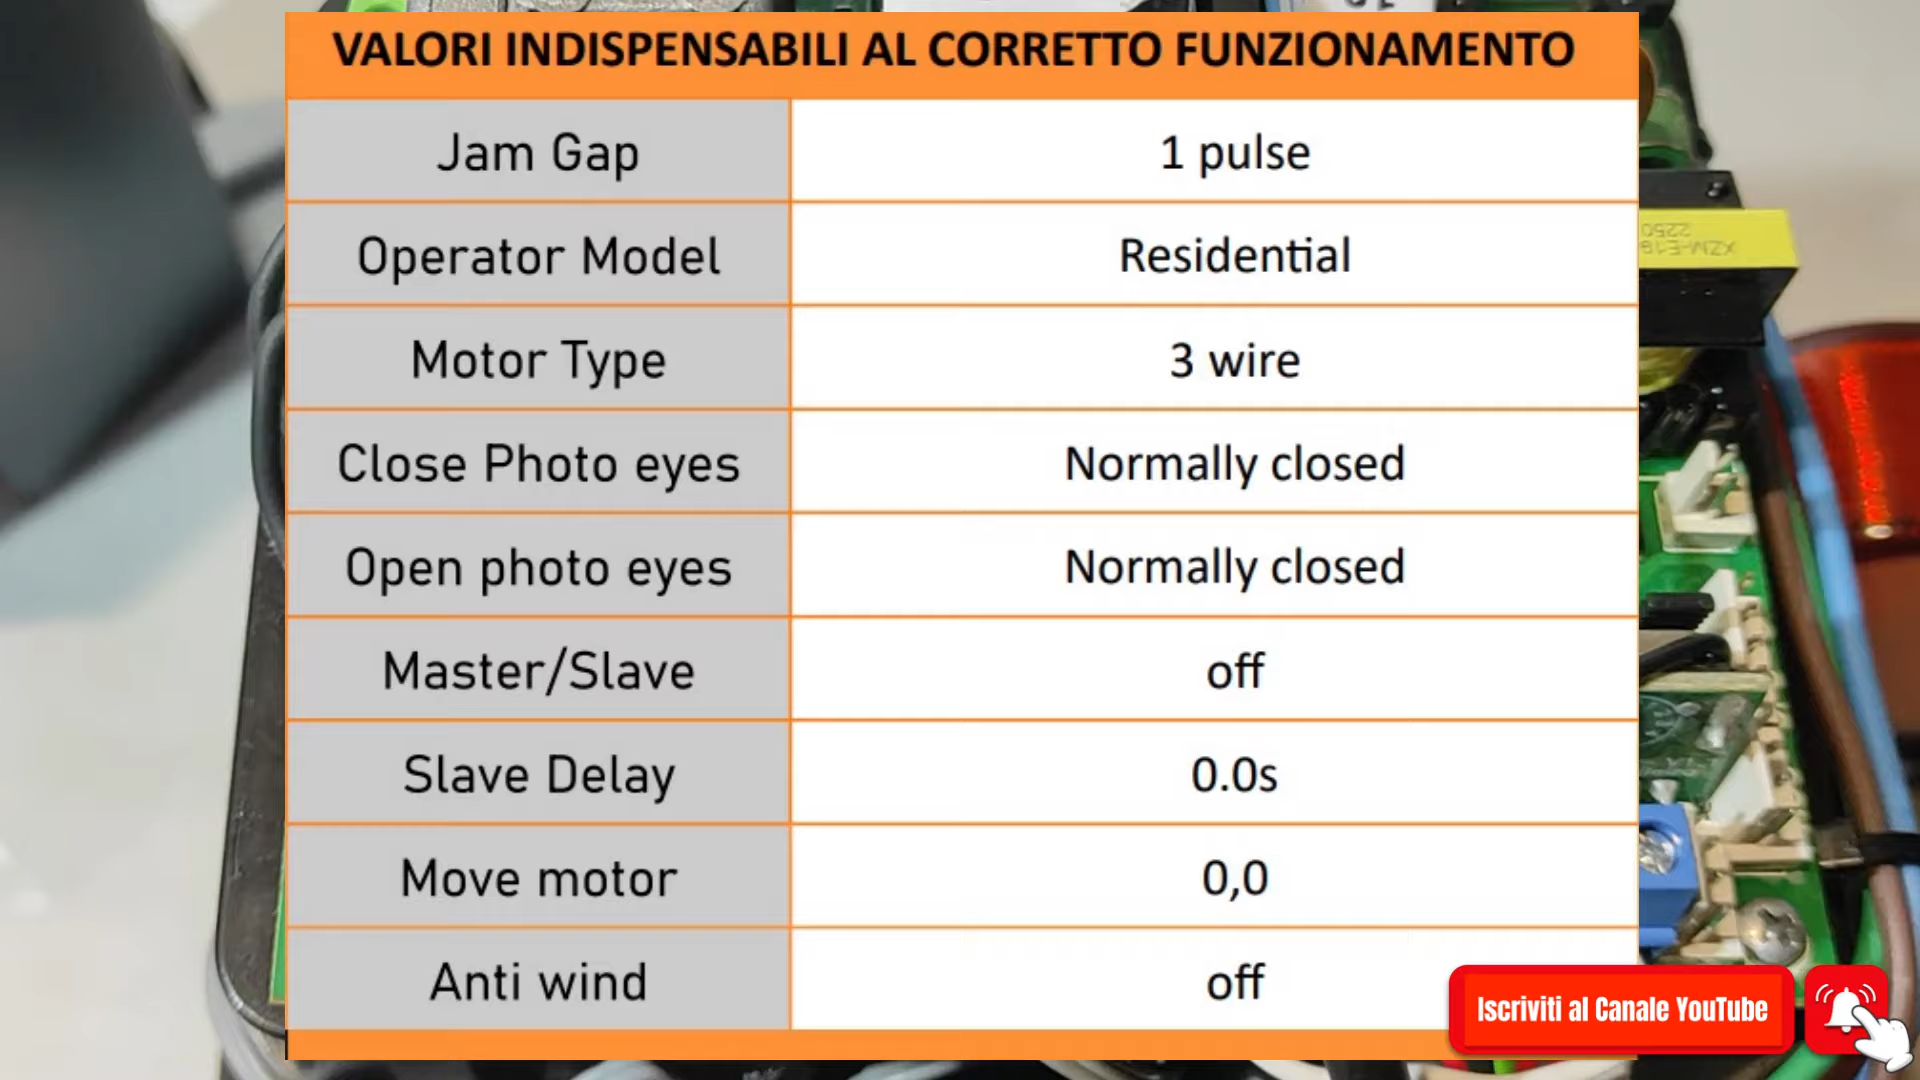 VALORI INDISPENSABILI AL CORRETTO FUNZIONAMENTO
Jam Gap 1 pulse
Operator Model Residential
Motor Type 3 wire
Close Photo eyes Normally closed
Open photo eyes Normally closed
Master/Slave off
Slave Delay 0.0s
Move motor 0,0
Anti wind off
Iscriviti al Canale YouTube
2250